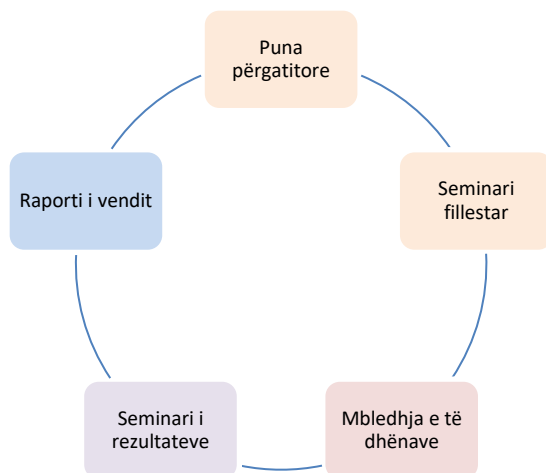 Puna
përgatitore
Seminari
fillestar
Mbledhja e të
dhënave
Seminari i
rezultateve
Raporti i vendit